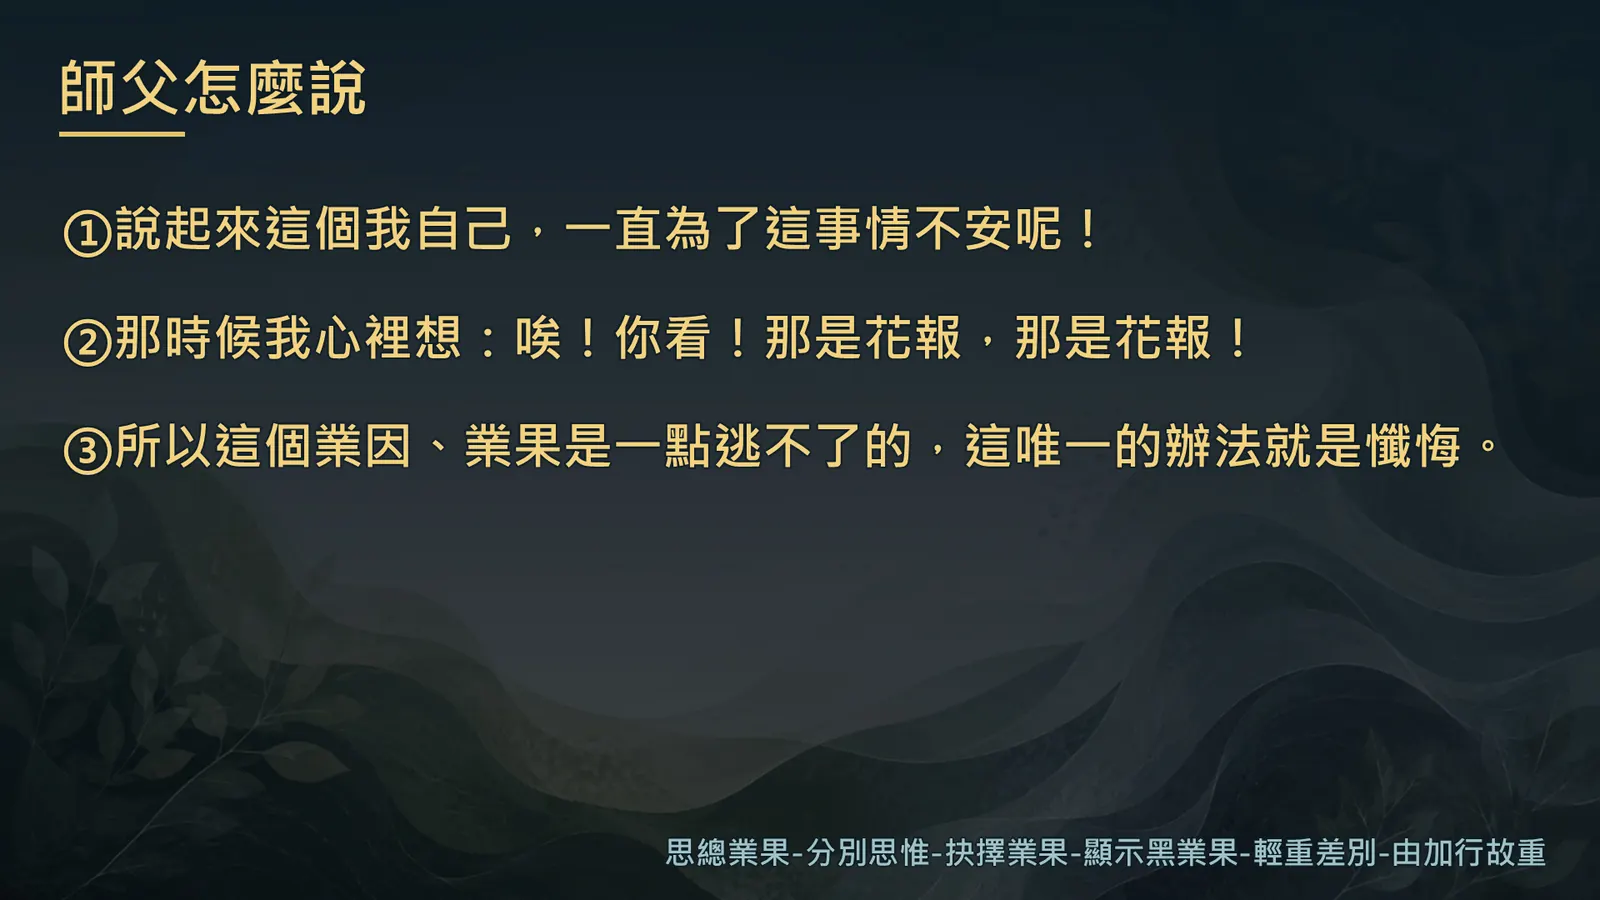 師父怎麼說
①說起來這個我自己，一直為了這事情不安呢！
②那時候我心裡想：唉！你看！那是花報，那是花報！
③所以這個業因、業果是一點逃不了的，這唯一的辦法就是懺悔。
思總業果-分別思惟-抉擇業果-顯示黑業果-輕重差別-由加行故重